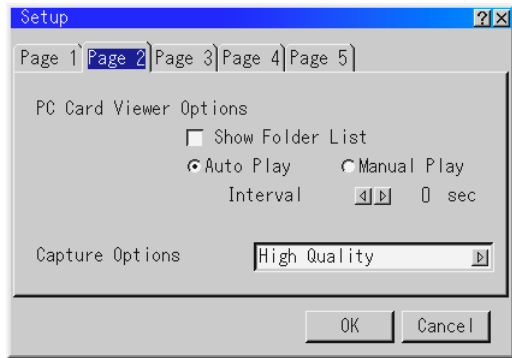 Setup ? x
Page 1 Page 2 Page 3 Page 4 Page 5
PC Card Viewer Options
Show Folder List
Auto Play Manual Play
Interval 0 sec
Capture Options High Quality
OK Cancel